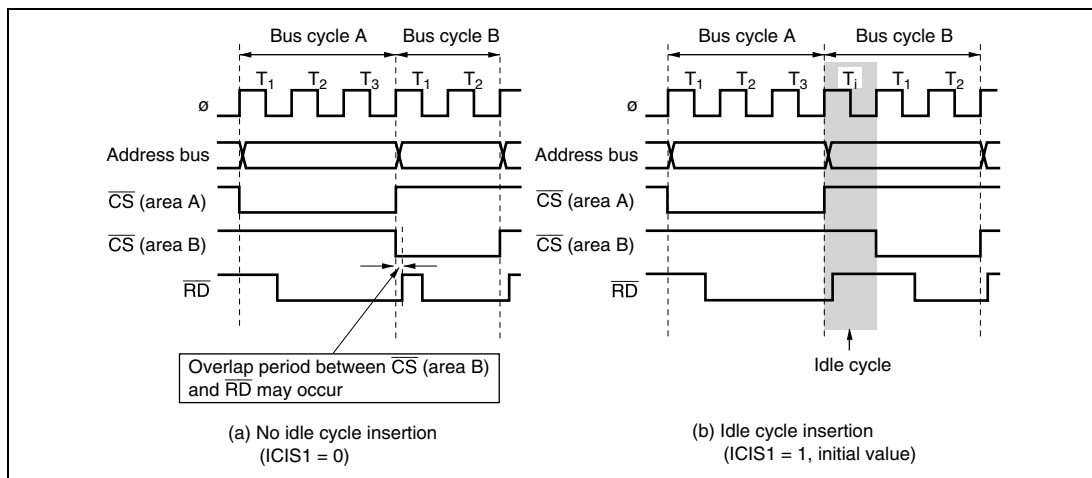 Bus cycle A
Bus cycle B
T1 T2 T3 T1 T2
ø
Address bus
CS (area A)
CS (area B)
RD
Overlap period between CS (area B)
and RD may occur
(a) No idle cycle insertion
(ICIS1 = 0)
Bus cycle A
Bus cycle B
T1 T2 T3 Ti T1 T2
ø
Address bus
CS (area A)
CS (area B)
RD
Idle cycle
(b) Idle cycle insertion
(ICIS1 = 1, initial value)